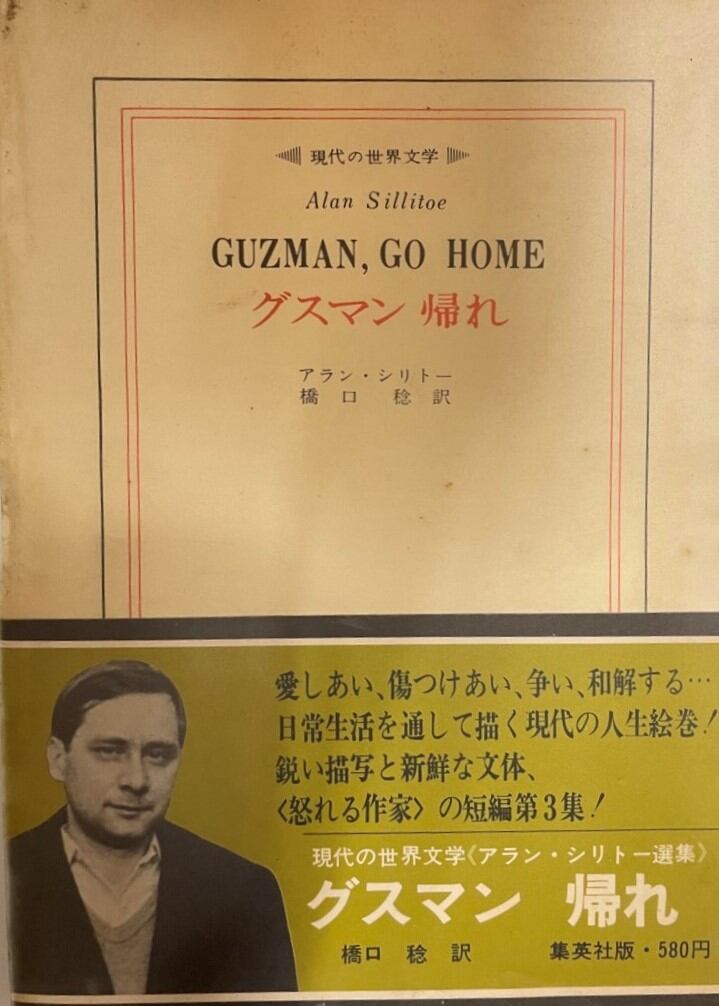 現代の世界文学
Alan Sillitoe
GUZMAN, GO HOME
グスマン 帰れ
アラン・シリトー
橋口 稔 訳
愛しあい、傷つけあい、争い、和解する…
日常生活を通して描く現代の人生絵巻!
鋭い描写と新鮮な文体、
〈怒れる作家〉の短編第3集!
現代の世界文学《アラン・シリトー選集》
グスマン 帰れ
橋口 稔 訳 集英社版・580円